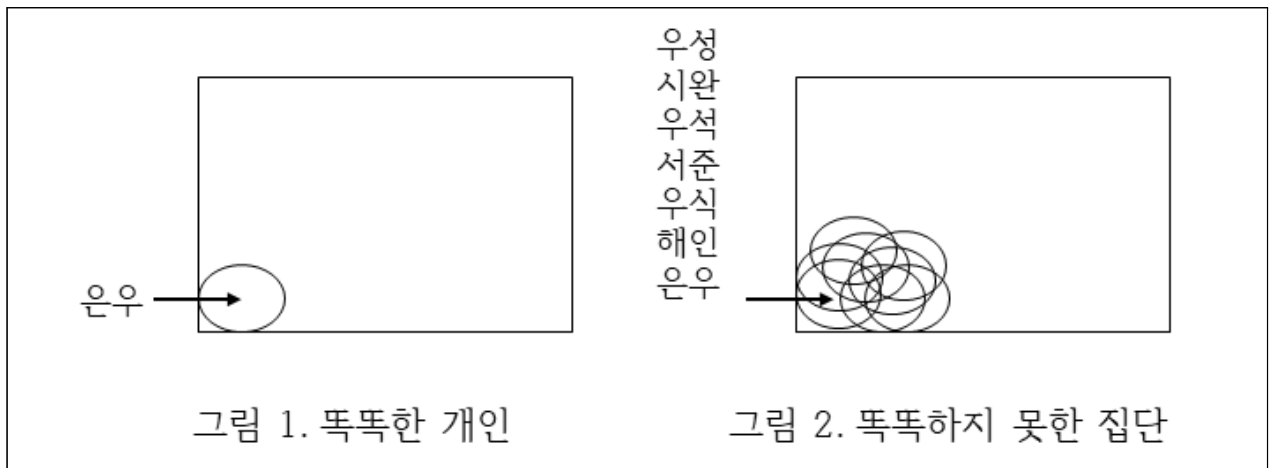 은우
그림 1. 똑똑한 개인
우성
시완
우석
서준
우식
해인
은우
그림 2. 똑똑하지 못한 집단